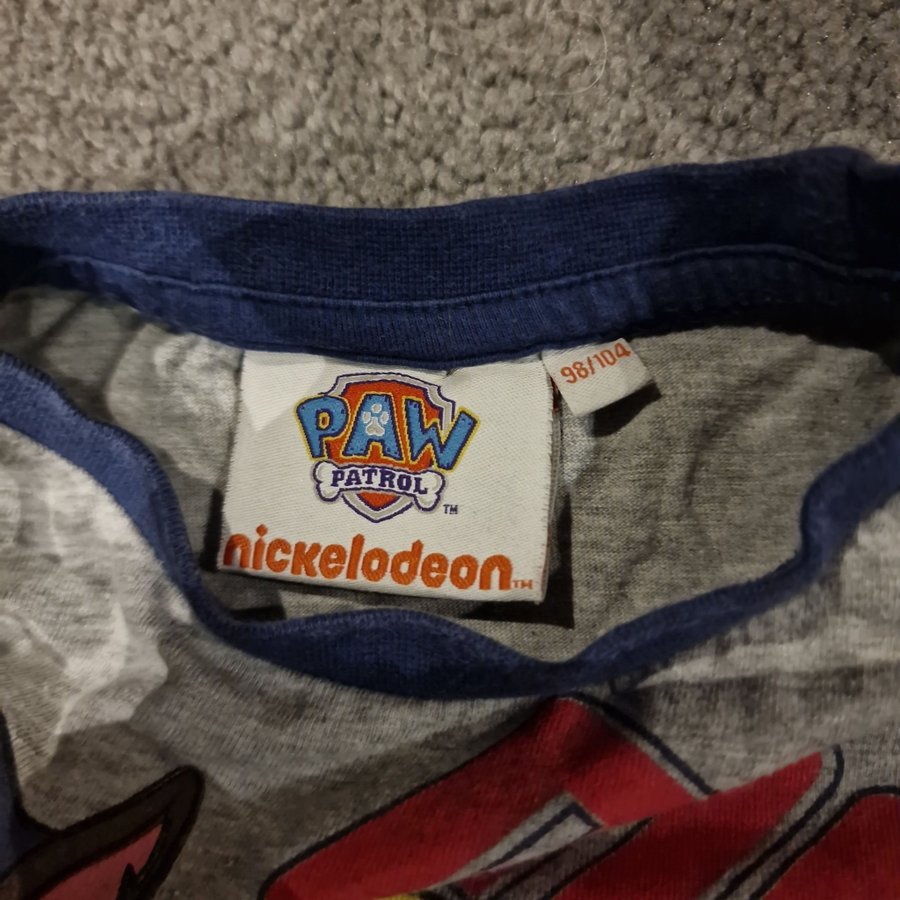 PAW
PATROL
TM
nickelodeon TM
98/104